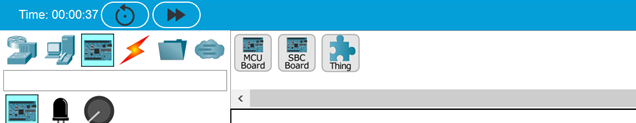 Time: 00:00:37
MCU
Board
SBC
Board
Thing